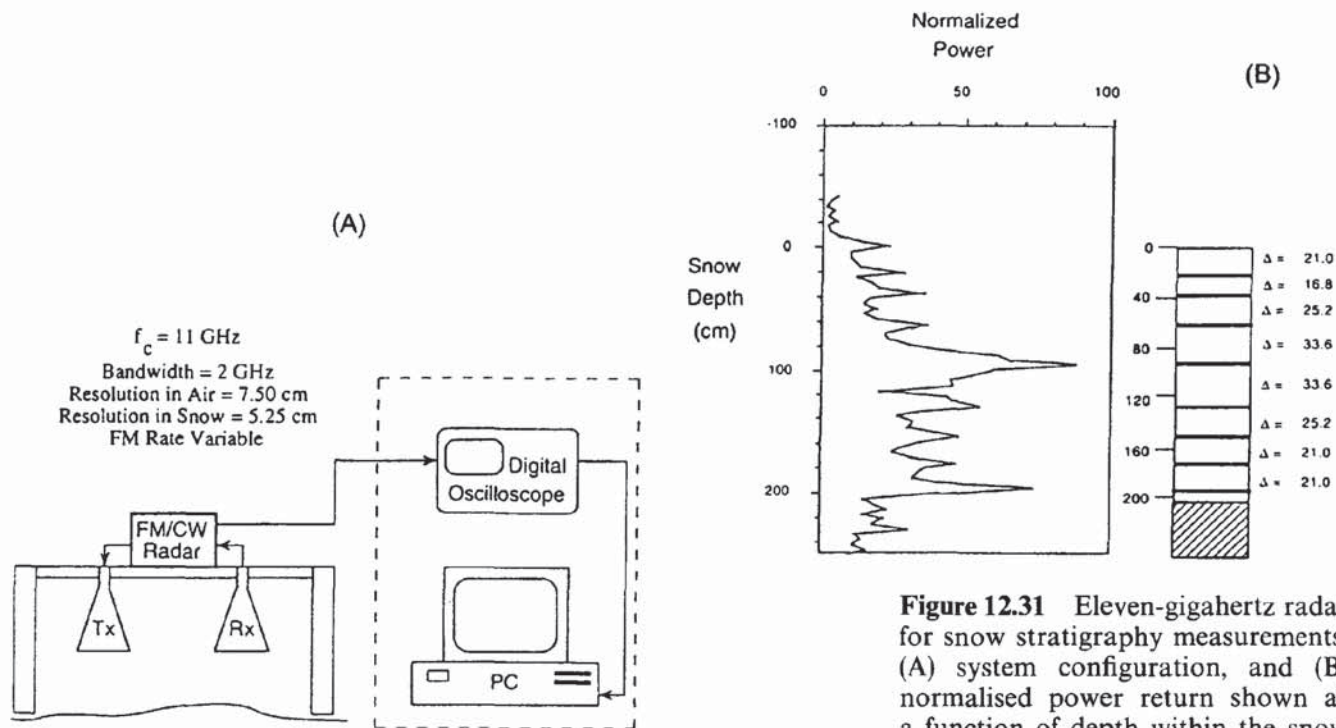 (A)
f c = 11 GHz
Bandwidth = 2 GHz
Resolution in Air = 7.50 cm
Resolution in Snow = 5.25 cm
FM Rate Variable
FM/CW
Radar
Tx
Rx
Digital
Oscilloscope
PC
Normalized
Power
(B)
0 50 100
-100
0
100
200
Snow
Depth
(cm)
0
40
80
120
160
200
Δ = 21.0
Δ = 16.8
Δ = 25.2
Δ = 33.6
Δ = 33.6
Δ = 25.2
Δ = 21.0
Δ = 21.0
Figure 12.31 Eleven-gigahertz rada
for snow stratigraphy measurements
(A) system configuration, and (B
normalised power return shown a
a function of depth within the snow